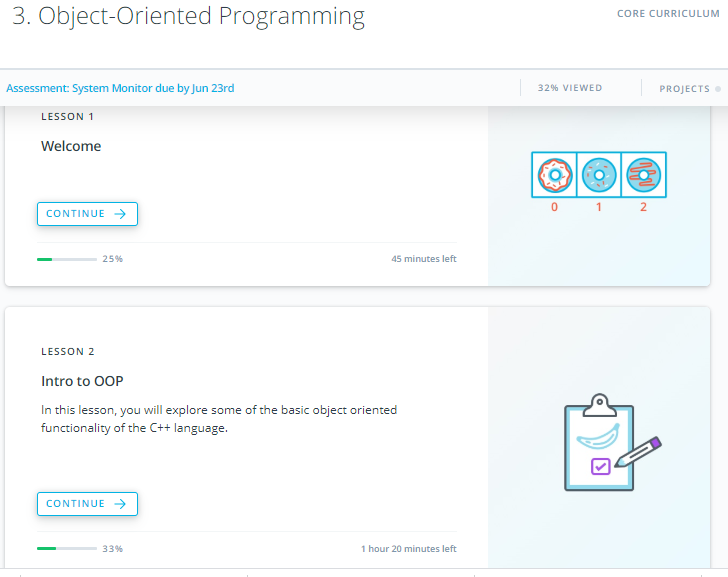 3. Object-Oriented Programming
CORE CURRICULUM
Assessment: System Monitor due by Jun 23rd
32% VIEWED
PROJECTS
LESSON 1
Welcome
0 1 2
CONTINUE
25%
45 minutes left
LESSON 2
Intro to OOP
In this lesson, you will explore some of the basic object oriented
functionality of the C++ language.
CONTINUE
33%
1 hour 20 minutes left